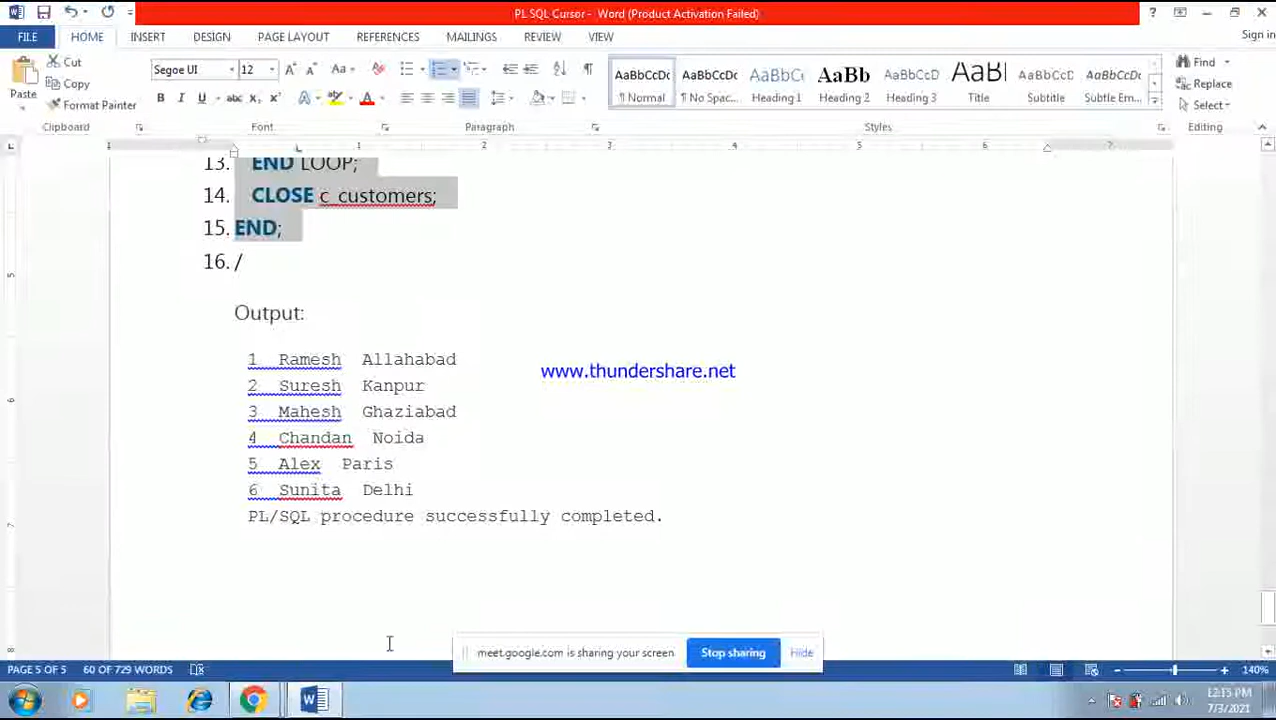 PL SQL Cursor - Word (Product Activation Failed)
FILE HOME INSERT DESIGN PAGE LAYOUT REFERENCES MAILINGS REVIEW VIEW Sign in
Paste Cut Copy Format Painter
Segoe UI 12
AaBbCcDc AaBbCcDc AaBbC AaBb AaBbCcDd AaBb AaBbCcD AaBbCcDt
¶ Normal ¶ No Spac... Heading 1 Heading 2 Heading 3 Title Subtitle Subtle Em...
Find Replace Select
Clipboard Font Paragraph Styles Editing
13. END LOOP;
14. CLOSE c_customers;
15. END;
16. /
Output:
1 Ramesh Allahabad
www.thundershare.net
2 Suresh Kanpur
3 Mahesh Ghaziabad
4 Chandan Noida
5 Alex Paris
6 Sunita Delhi
PL/SQL procedure successfully completed.
meet.google.com is sharing your screen. Stop sharing Hide
PAGE 5 OF 5 60 OF 729 WORDS 140%
12:15 PM
7/3/2021